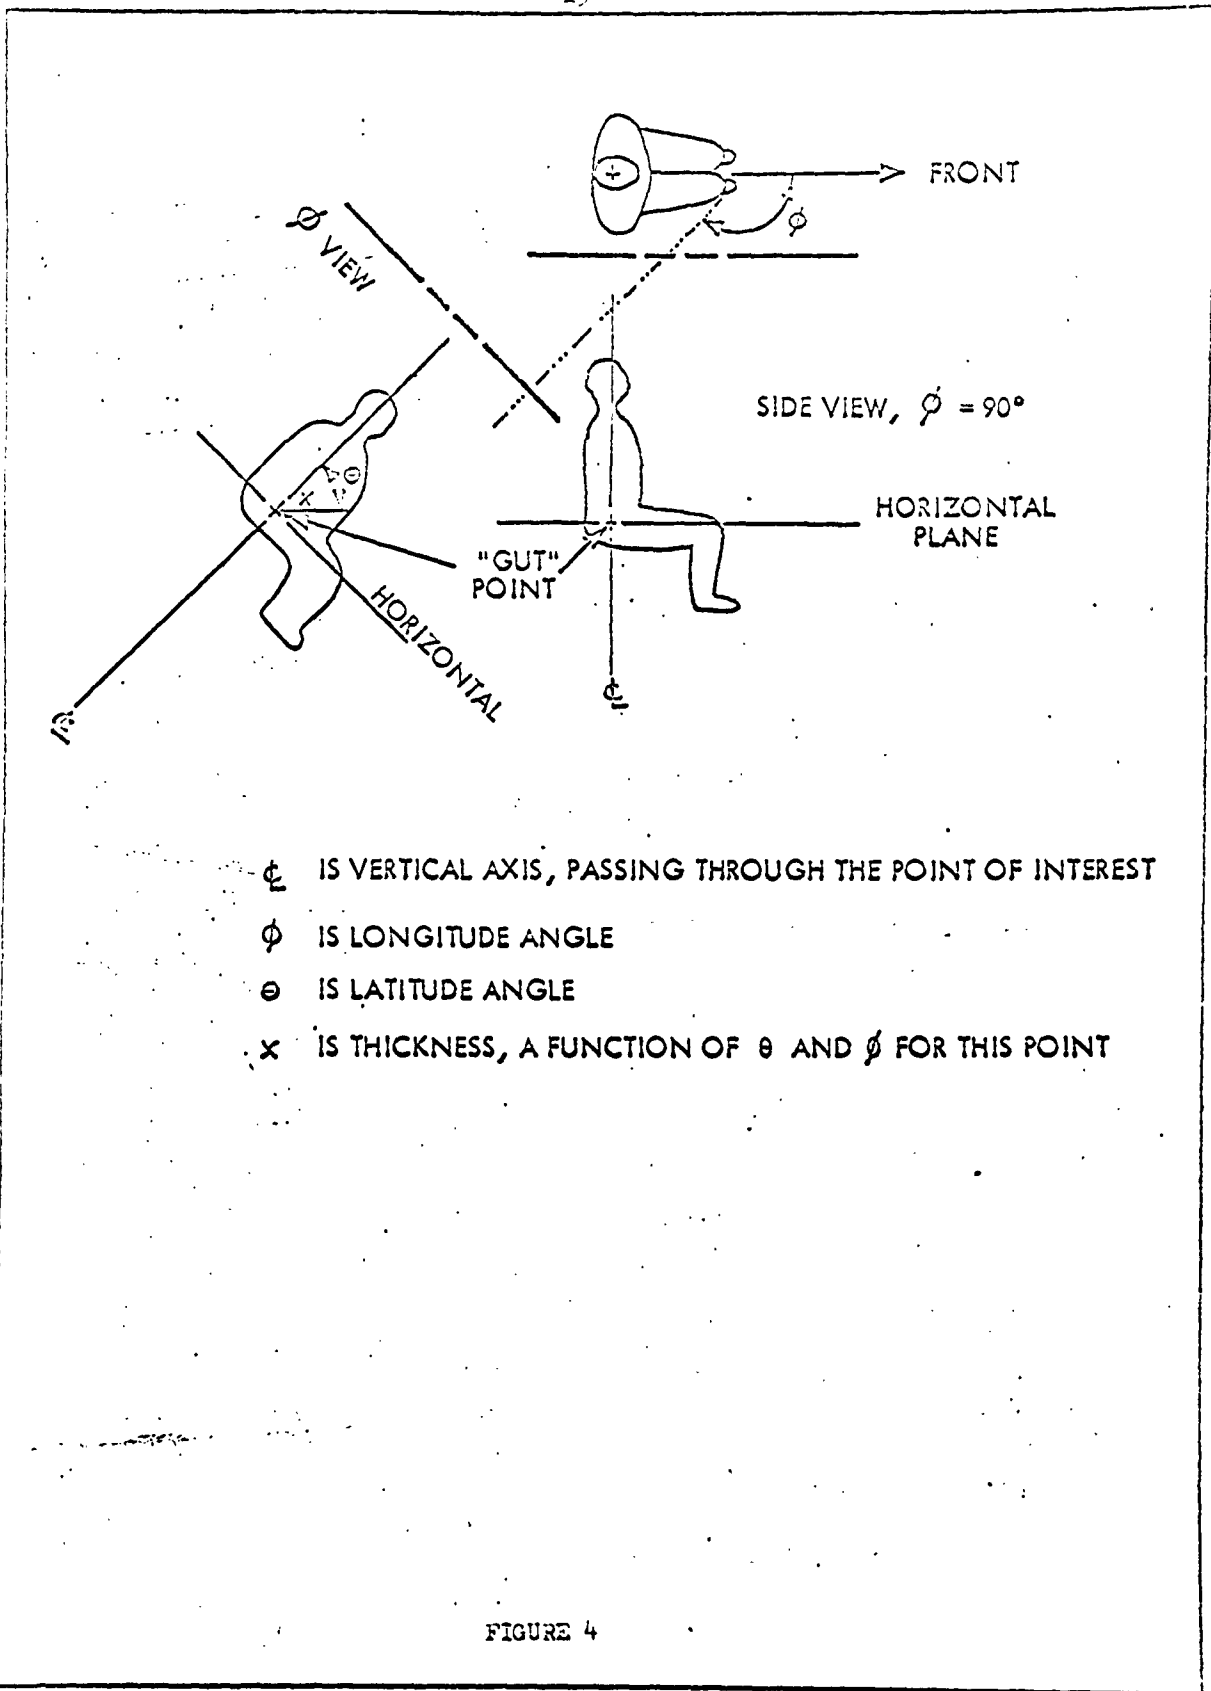 FRONT
Ø VIEW
ϕ
SIDE VIEW, ϕ = 90°
HORIZONTAL
PLANE
x
θ
"GUT"
POINT
HORIZONTAL
℄
℄
℄ IS VERTICAL AXIS, PASSING THROUGH THE POINT OF INTEREST
ϕ IS LONGITUDE ANGLE
θ IS LATITUDE ANGLE
x IS THICKNESS, A FUNCTION OF θ AND ϕ FOR THIS POINT
FIGURE 4